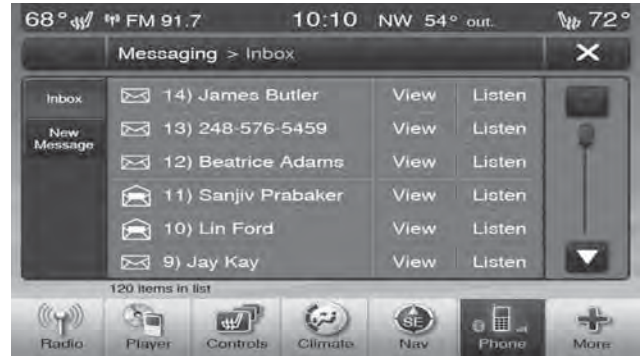 68° FM 91.7 10:10 NW 54° out. 72°
Messaging > Inbox
Inbox
New
Message
14) James Butler View Listen
13) 248-576-5459 View Listen
12) Beatrice Adams View Listen
11) Sanjiv Prabaker View Listen
10) Lin Ford View Listen
9) Jay Kay View Listen
120 items in list
Radio Player Controls Climate SE Nav Phone More